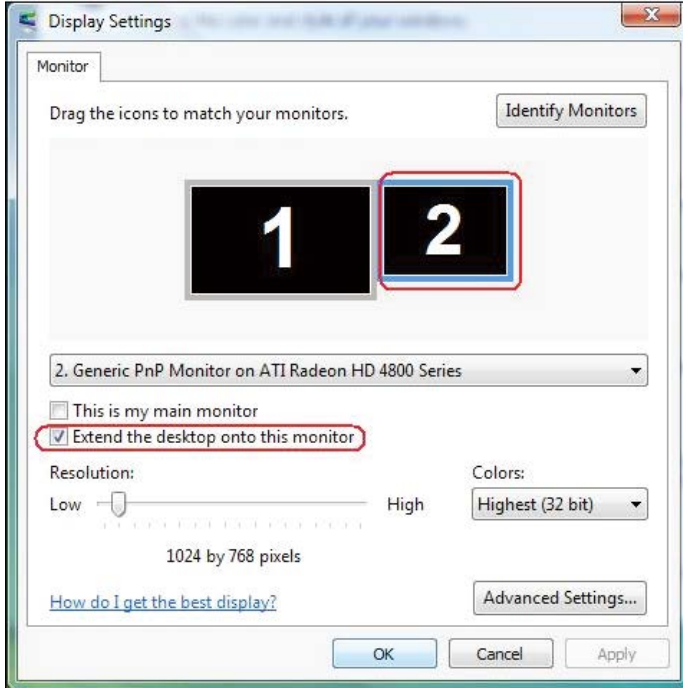 Display Settings
Monitor
Drag the icons to match your monitors.
Identify Monitors
1
2
2. Generic PnP Monitor on ATI Radeon HD 4800 Series
This is my main monitor
Extend the desktop onto this monitor
Resolution:
Colors:
Low
High
Highest (32 bit)
1024 by 768 pixels
How do I get the best display?
Advanced Settings...
OK
Cancel
Apply